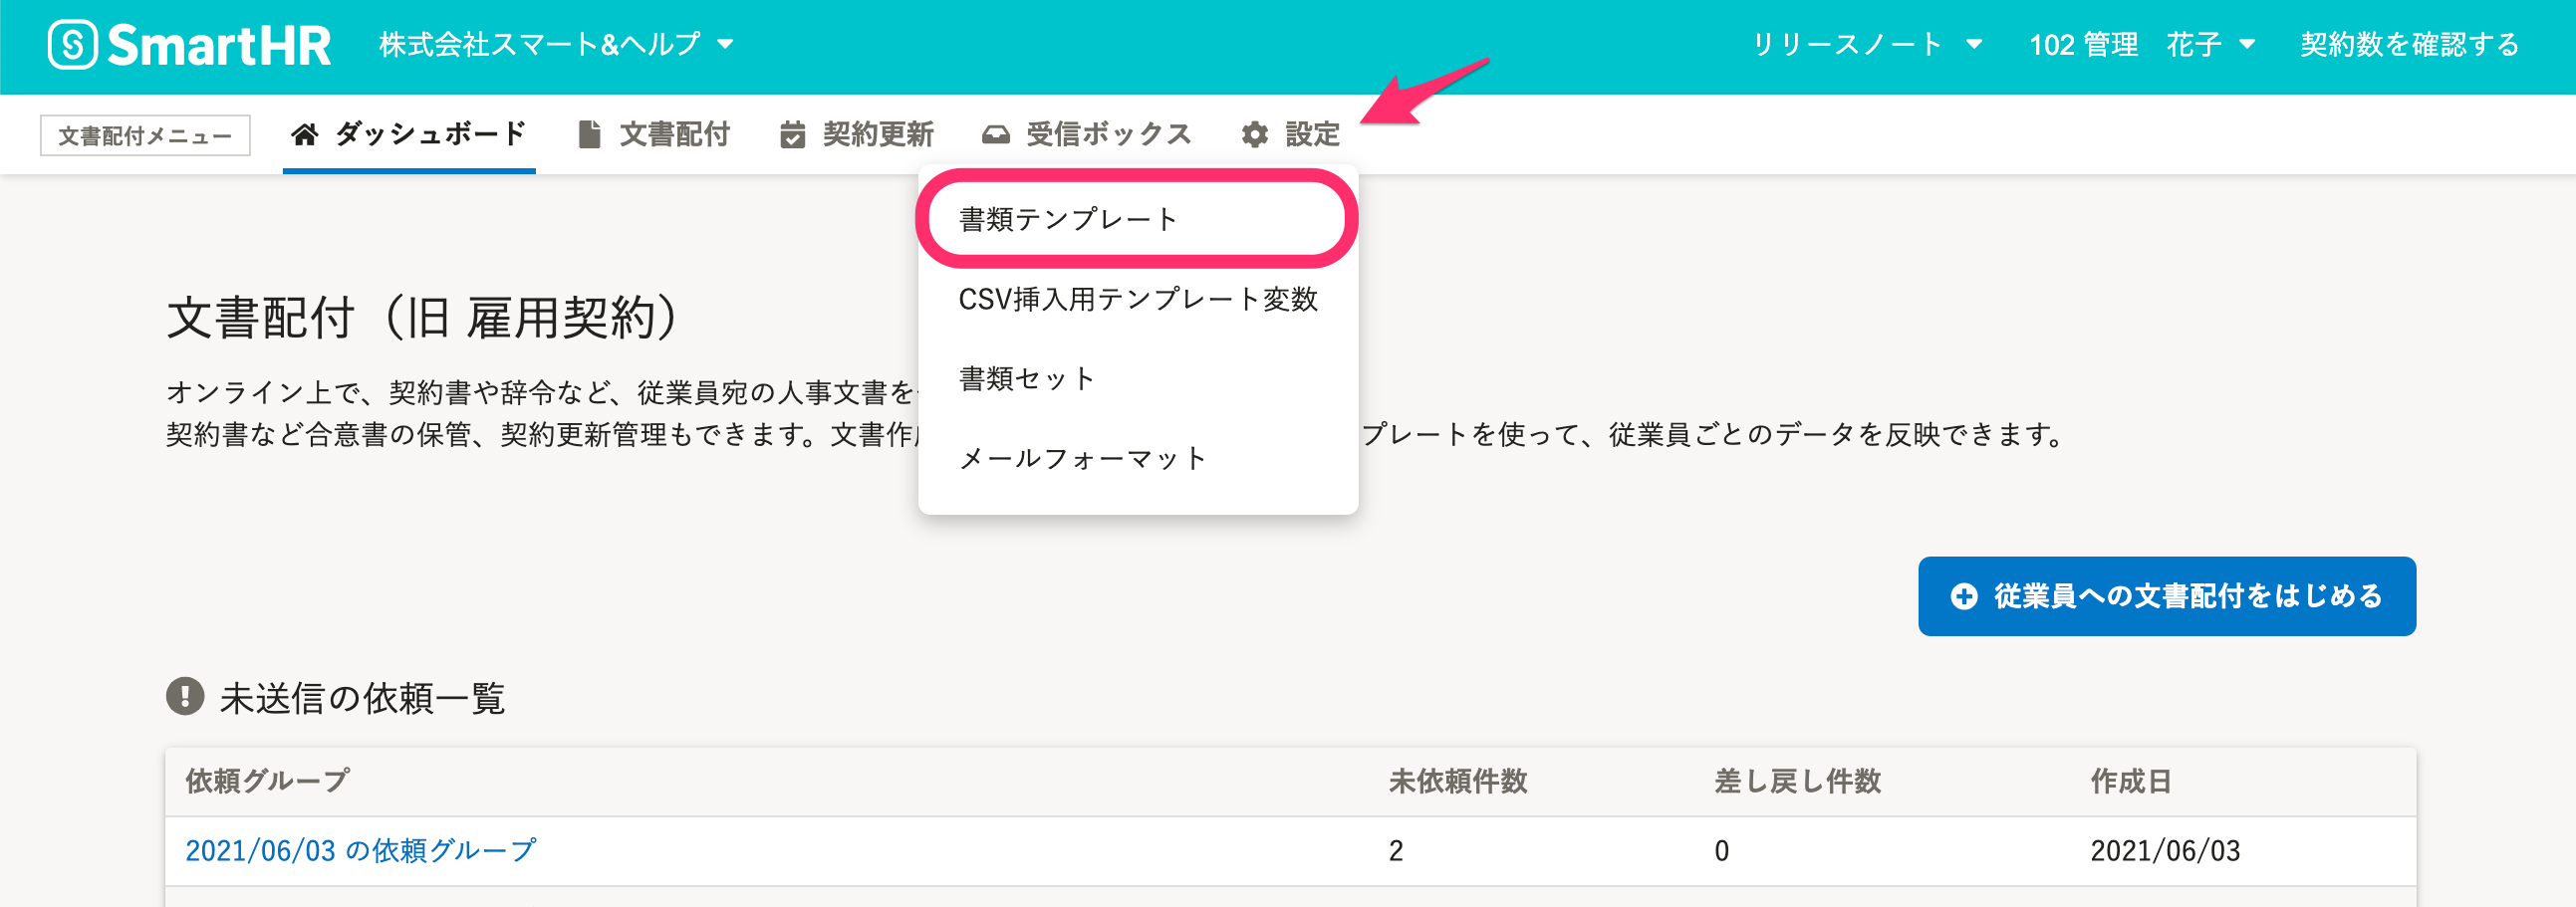 SmartHR 株式会社スマート&ヘルプ リリースノート 102 管理 花子 契約数を確認する
文書配付メニュー ダッシュボード 文書配付 契約更新 受信ボックス 設定
書類テンプレート
CSV挿入用テンプレート変数
書類セット
メールフォーマット
文書配付（旧 雇用契約）
オンライン上で、契約書や辞令など、従業員宛の人事文書を
契約書など合意書の保管、契約更新管理もできます。文書作 プレートを使って、従業員ごとのデータを反映できます。
従業員への文書配付をはじめる
未送信の依頼一覧
依頼グループ 未依頼件数 差し戻し件数 作成日
2021/06/03 の依頼グループ 2 0 2021/06/03